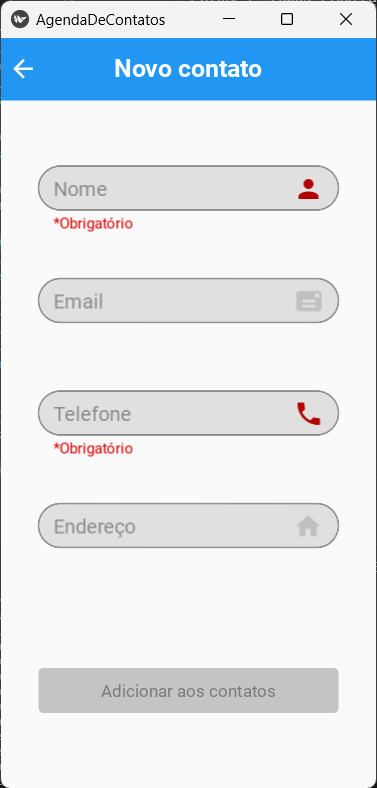 AgendaDeContatos
Novo contato
Nome
*Obrigatório
Email
Telefone
*Obrigatório
Endereço
Adicionar aos contatos